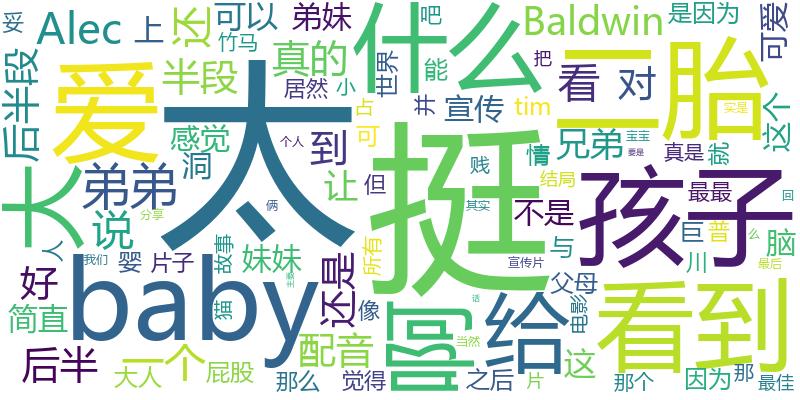 妥
Alec
上
还
可以
弟妹
什么
吧
Baldwin
是因为
可爱
竹马
后半段
爱
半段
真的
太
居然
小
世界
能
二胎
把
看
对
这个
占
并
宣传
tim
大
感觉
到
可
挺
情
兄弟
宝宝
就
实是
洞
个人
贬
结局
真是
要是
弟弟
让
但
孩子
最最
说
分享
俩
其实
不是
巨
普
脑
人
我们
故事
妹妹
还是
所有
与
川
回
好
婴
片子
baby
啊
给
宣传片
父母
电影
看到
么
最后
猫
主要
像
话
简直
后半
一个
配音
当然
这
大人
屁股
那么
觉得
之后
片
那个
因为
那
最佳